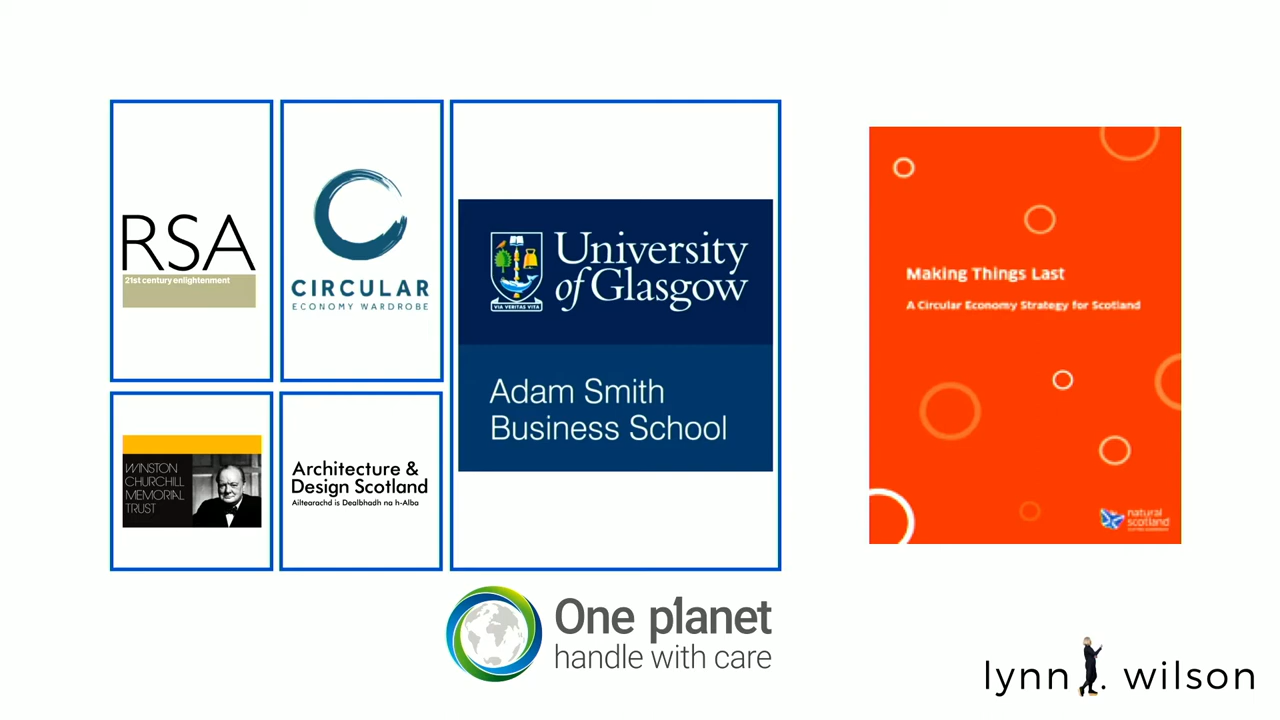 RSA
21st century enlightenment
CIRCULAR
ECONOMY WARDROBE
University
of Glasgow
VIA VERITAS VITA
Adam Smith
Business School
WINSTON
CHURCHILL
MEMORIAL
TRUST
Architecture &
Design Scotland
Ailtearachd is Dealbhadh na h-Alba
Making Things Last
A Circular Economy Strategy for Scotland
natural
scotland
One planet
handle with care
lynn . wilson